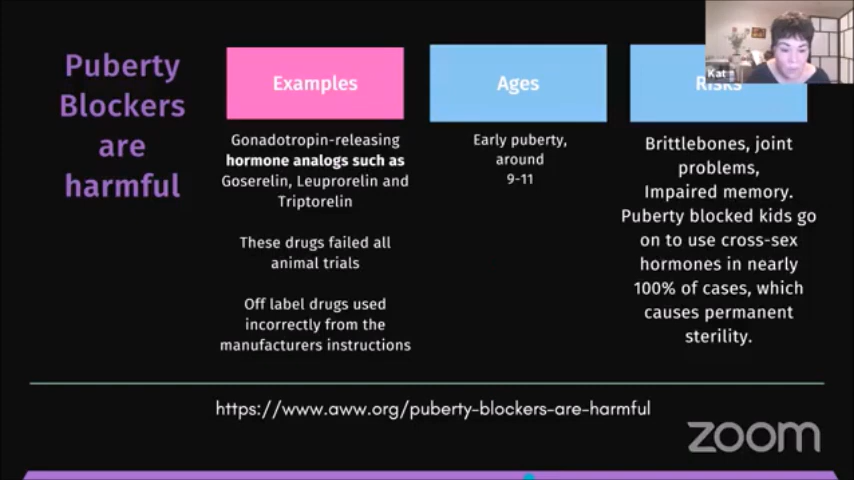 Puberty
Blockers
are
harmful
Examples
Gonadotropin-releasing
hormone analogs such as
Goserelin, Leuprorelin and
Triptorelin
These drugs failed all
animal trials
Off label drugs used
incorrectly from the
manufacturers instructions
Ages
Early puberty,
around
9-11
Kat
Risks
Brittlebones, joint
problems,
Impaired memory.
Puberty blocked kids go
on to use cross-sex
hormones in nearly
100% of cases, which
causes permanent
sterility.
https://www.aww.org/puberty-blockers-are-harmful
zoom